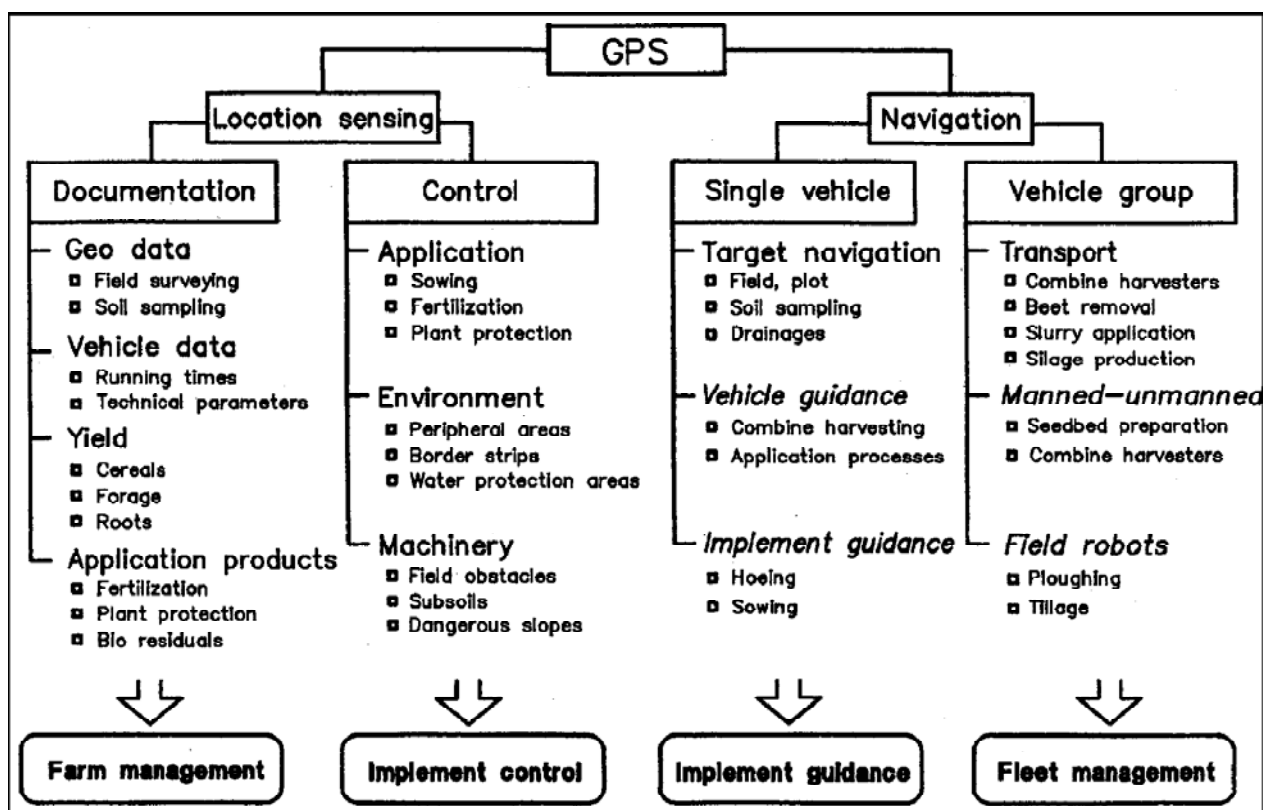 GPS
Location sensing
Navigation
Documentation
Control
Single vehicle
Vehicle group
Geo data
Field surveying
Soil sampling
Vehicle data
Running times
Technical parameters
Yield
Cereals
Forage
Roots
Application products
Fertilization
Plant protection
Bio residuals
Application
Sowing
Fertilization
Plant protection
Environment
Peripheral areas
Border strips
Water protection areas
Machinery
Field obstacles
Subsoils
Dangerous slopes
Target navigation
Field, plot
Soil sampling
Drainages
Vehicle guidance
Combine harvesting
Application processes
Implement guidance
Hoeing
Sowing
Transport
Combine harvesters
Beet removal
Slurry application
Silage production
Manned-unmanned
Seedbed preparation
Combine harvesters
Field robots
Ploughing
Tillage
Farm management
Implement control
Implement guidance
Fleet management